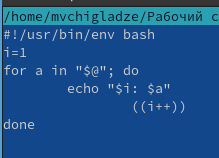 /home/mvchigladze/Рабочий с
#!/usr/bin/env bash
i=1
for a in "$@"; do
        echo "$i: $a"
                ((i++))
done